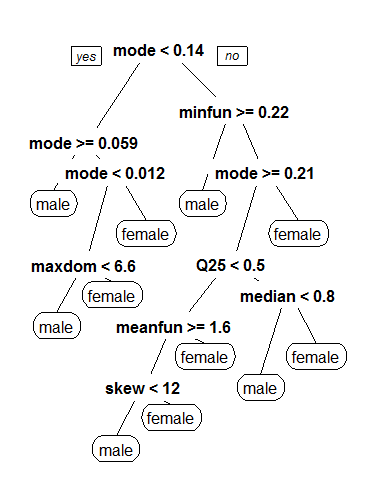 yes mode < 0.14 no
minfun >= 0.22
mode >= 0.059
mode < 0.012 mode >= 0.21
male male
female female
maxdom < 6.6 Q25 < 0.5
female median < 0.8
male meanfun >= 1.6
female female
skew < 12 male
female
male